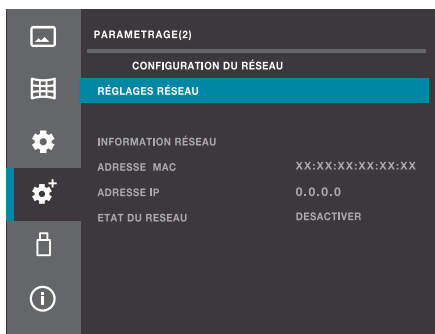 PARAMETRAGE(2)
CONFIGURATION DU RÉSEAU
RÉGLAGES RÉSEAU
INFORMATION RÉSEAU
ADRESSE MAC XX:XX:XX:XX:XX:XX
ADRESSE IP 0.0.0.0
ETAT DU RESEAU DESACTIVER